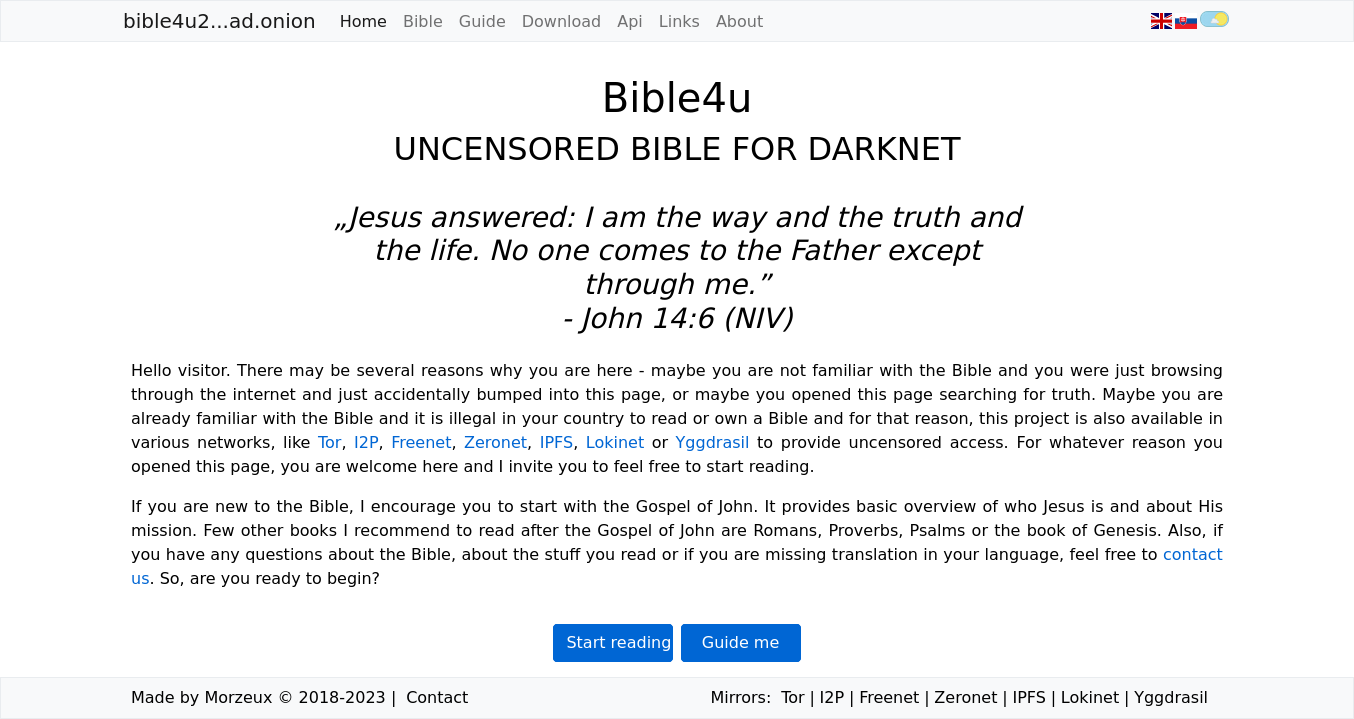 bible4u2...ad.onion Home Bible Guide Download Api Links About
Bible4u
UNCENSORED BIBLE FOR DARKNET
„Jesus answered: I am the way and the truth and
the life. No one comes to the Father except
through me.”
- John 14:6 (NIV)
Hello visitor. There may be several reasons why you are here - maybe you are not familiar with the Bible and you were just browsing
through the internet and just accidentally bumped into this page, or maybe you opened this page searching for truth. Maybe you are
already familiar with the Bible and it is illegal in your country to read or own a Bible and for that reason, this project is also available in
various networks, like Tor, I2P, Freenet, Zeronet, IPFS, Lokinet or Yggdrasil to provide uncensored access. For whatever reason you
opened this page, you are welcome here and I invite you to feel free to start reading.
If you are new to the Bible, I encourage you to start with the Gospel of John. It provides basic overview of who Jesus is and about His
mission. Few other books I recommend to read after the Gospel of John are Romans, Proverbs, Psalms or the book of Genesis. Also, if
you have any questions about the Bible, about the stuff you read or if you are missing translation in your language, feel free to contact
us. So, are you ready to begin?
Start reading Guide me
Made by Morzeux © 2018-2023 | Contact Mirrors: Tor | I2P | Freenet | Zeronet | IPFS | Lokinet | Yggdrasil